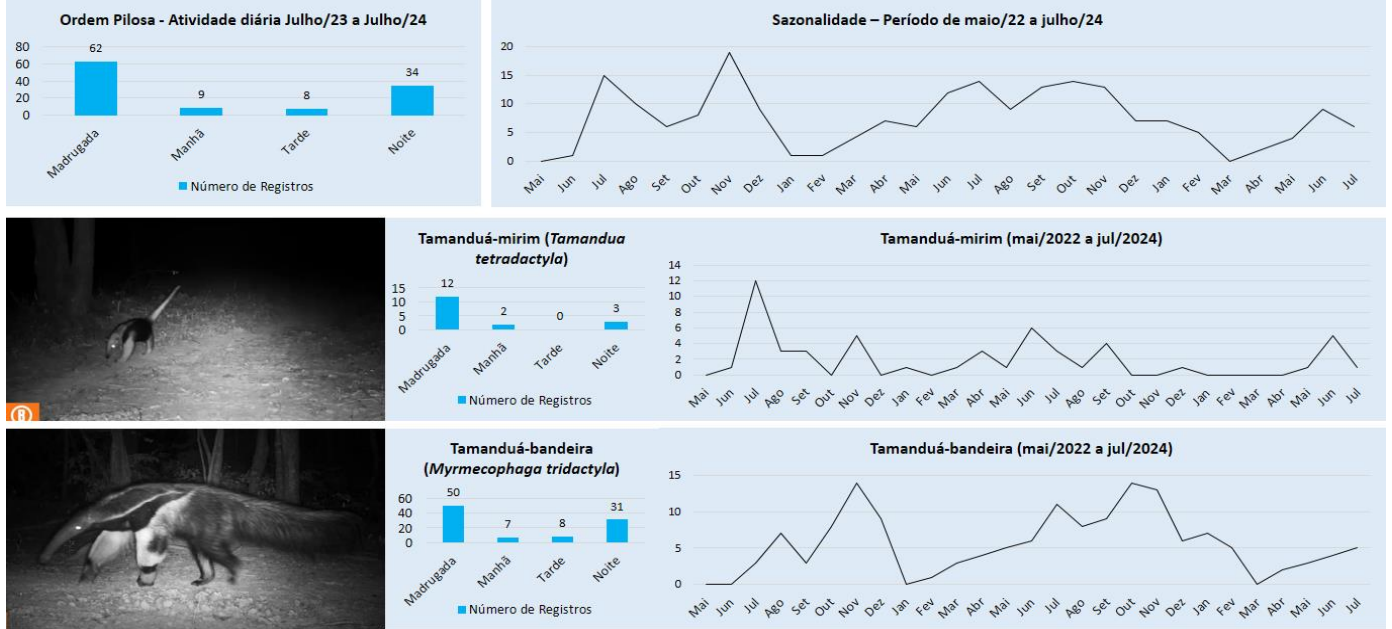 Ordem Pilosa - Atividade diária Julho/23 a Julho/24
80
60
40
20
0
62
9
8
34
Madrugada
Manhã
Tarde
Noite
Número de Registros
Sazonalidade – Período de maio/22 a julho/24
20
15
10
5
0
Mai Jun Jul Ago Set Out Nov Dez Jan Fev Mar Abr Mai Jun Jul Ago Set Out Nov Dez Jan Fev Mar Abr Mai Jun Jul
R
Tamanduá-mirim (Tamandua
tetradactyla)
15
10
5
0
12
2
0
3
Madrugada
Manhã
Tarde
Noite
Número de Registros
Tamanduá-mirim (mai/2022 a jul/2024)
14
12
10
8
6
4
2
0
Mai Jun Jul Ago Set Out Nov Dez Jan Fev Mar Abr Mai Jun Jul Ago Set Out Nov Dez Jan Fev Mar Abr Mai Jun Jul
Tamanduá-bandeira
(Myrmecophaga tridactyla)
60
40
20
0
50
7
8
31
Madrugada
Manhã
Tarde
Noite
Número de Registros
Tamanduá-bandeira (mai/2022 a jul/2024)
15
10
5
0
Mai Jun Jul Ago Set Out Nov Dez Jan Fev Mar Abr Mai Jun Jul Ago Set Out Nov Dez Jan Fev Mar Abr Mai Jun Jul